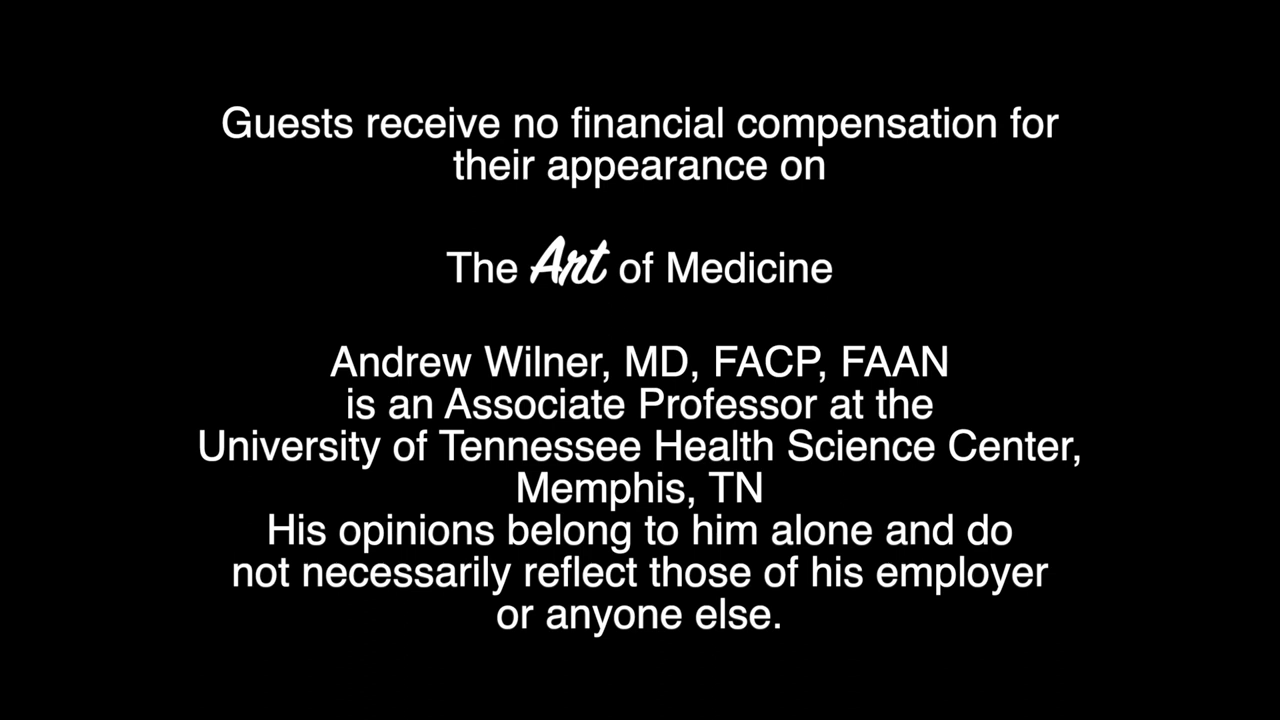 Guests receive no financial compensation for
their appearance on
The Art of Medicine
Andrew Wilner, MD, FACP, FAAN
is an Associate Professor at the
University of Tennessee Health Science Center,
Memphis, TN
His opinions belong to him alone and do
not necessarily reflect those of his employer
or anyone else.